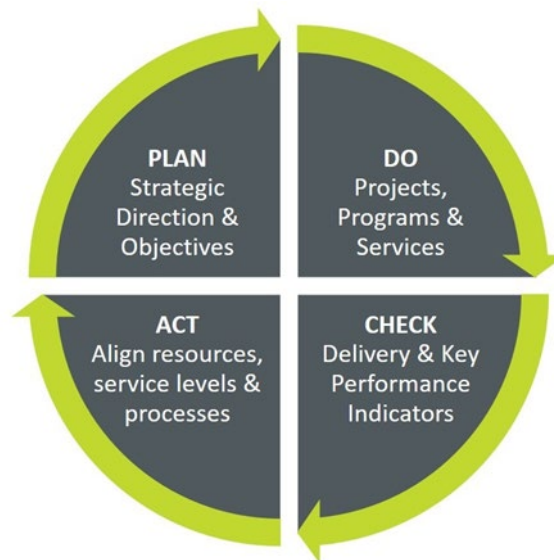 PLAN
Strategic
Direction &
Objectives
DO
Projects,
Programs &
Services
CHECK
Delivery & Key
Performance
Indicators
ACT
Align resources,
service levels &
processes